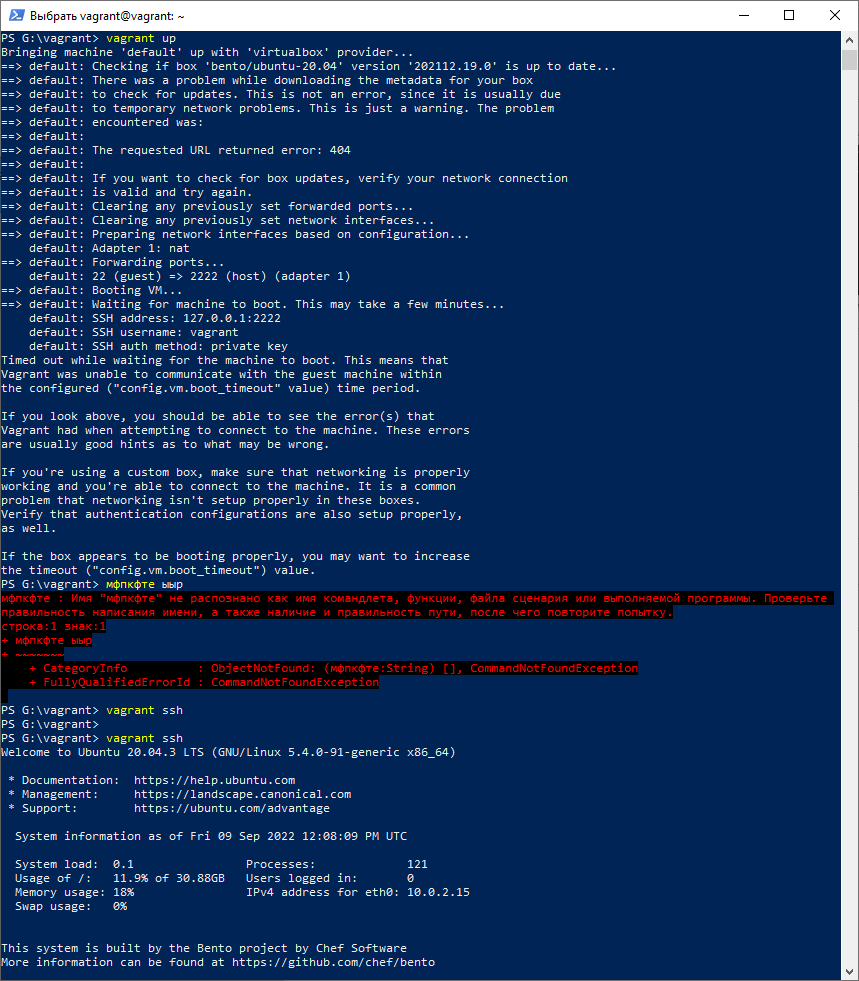 Выбрать vagrant@vagrant: ~
PS G:\vagrant> vagrant up
Bringing machine 'default' up with 'virtualbox' provider...
==> default: Checking if box 'bento/ubuntu-20.04' version '202112.19.0' is up to date...
==> default: There was a problem while downloading the metadata for your box
==> default: to check for updates. This is not an error, since it is usually due
==> default: to temporary network problems. This is just a warning. The problem
==> default: encountered was:
==> default:
==> default: The requested URL returned error: 404
==> default:
==> default: If you want to check for box updates, verify your network connection
==> default: is valid and try again.
==> default: Clearing any previously set forwarded ports...
==> default: Clearing any previously set network interfaces...
==> default: Preparing network interfaces based on configuration...
    default: Adapter 1: nat
==> default: Forwarding ports...
    default: 22 (guest) => 2222 (host) (adapter 1)
==> default: Booting VM...
==> default: Waiting for machine to boot. This may take a few minutes...
    default: SSH address: 127.0.0.1:2222
    default: SSH username: vagrant
    default: SSH auth method: private key
Timed out while waiting for the machine to boot. This means that
Vagrant was unable to communicate with the guest machine within
the configured ("config.vm.boot_timeout" value) time period.

If you look above, you should be able to see the error(s) that
Vagrant had when attempting to connect to the machine. These errors
are usually good hints as to what may be wrong.

If you're using a custom box, make sure that networking is properly
working and you're able to connect to the machine. It is a common
problem that networking isn't setup properly in these boxes.
Verify that authentication configurations are also setup properly,
as well.

If the box appears to be booting properly, you may want to increase
the timeout ("config.vm.boot_timeout") value.
PS G:\vagrant> мфпкфте ыыр
мфпкфте : Имя "мфпкфте" не распознано как имя командлета, функции, файла сценария или выполняемой программы. Проверьте
правильность написания имени, а также наличие и правильность пути, после чего повторите попытку.
строка:1 знак:1
+ мфпкфте ыыр
+ ~~~~~~~
    + CategoryInfo          : ObjectNotFound: (мфпкфте:String) [], CommandNotFoundException
    + FullyQualifiedErrorId : CommandNotFoundException

PS G:\vagrant> vagrant ssh
PS G:\vagrant>
PS G:\vagrant> vagrant ssh
Welcome to Ubuntu 20.04.3 LTS (GNU/Linux 5.4.0-91-generic x86_64)

 * Documentation:  https://help.ubuntu.com
 * Management:     https://landscape.canonical.com
 * Support:        https://ubuntu.com/advantage

  System information as of Fri 09 Sep 2022 12:08:09 PM UTC

  System load:  0.1                Processes:             121
  Usage of /:   11.9% of 30.88GB   Users logged in:       0
  Memory usage: 18%                IPv4 address for eth0: 10.0.2.15
  Swap usage:   0%

This system is built by the Bento project by Chef Software
More information can be found at https://github.com/chef/bento